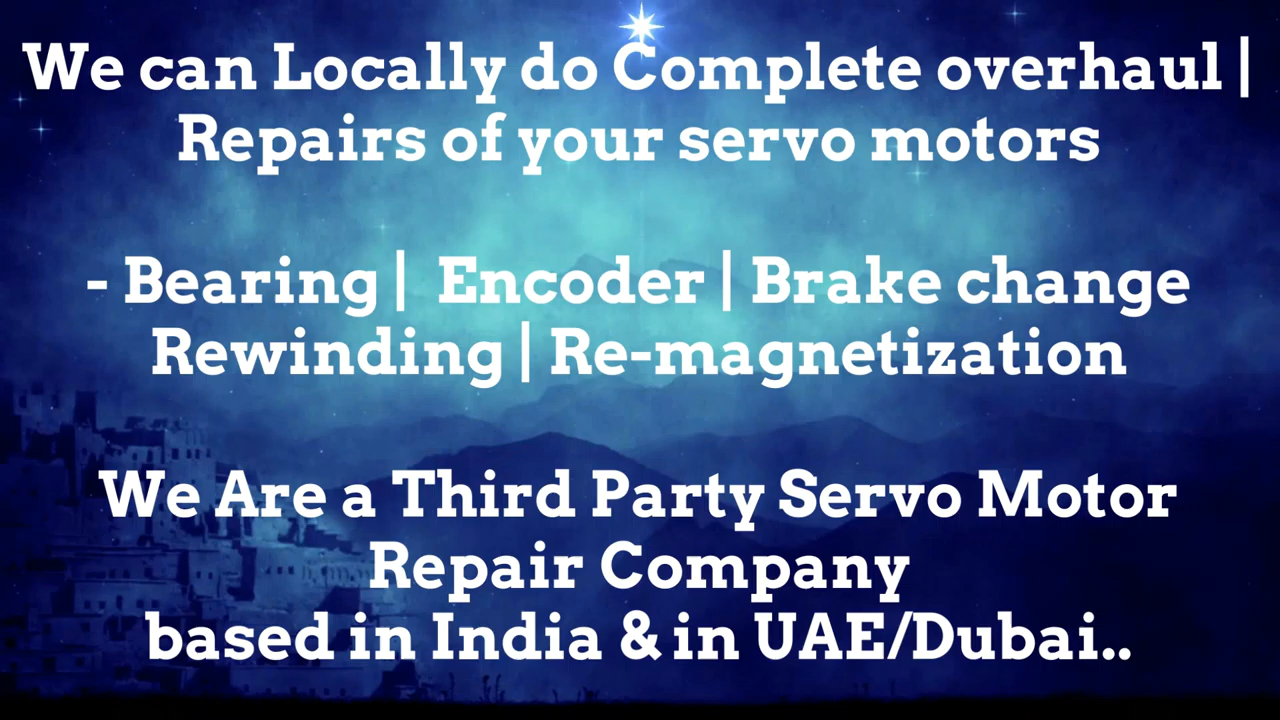 We can Locally do Complete overhaul |
Repairs of your servo motors
- Bearing | Encoder | Brake change
Rewinding | Re-magnetization
We Are a Third Party Servo Motor
Repair Company
based in India & in UAE/Dubai..